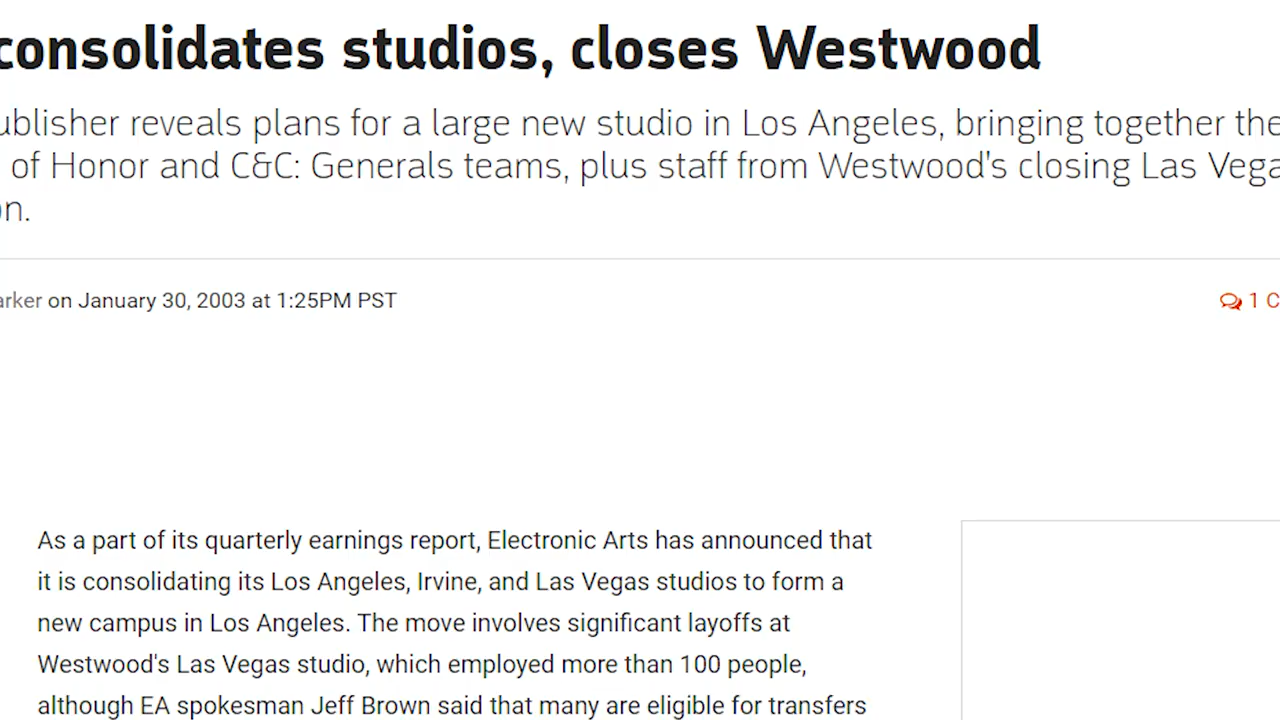 consolidates studios, closes Westwood
ublisher reveals plans for a large new studio in Los Angeles, bringing together the
of Honor and C&C: Generals teams, plus staff from Westwood's closing Las Vega
n.
arker on January 30, 2003 at 1:25PM PST
1 C
As a part of its quarterly earnings report, Electronic Arts has announced that
it is consolidating its Los Angeles, Irvine, and Las Vegas studios to form a
new campus in Los Angeles. The move involves significant layoffs at
Westwood's Las Vegas studio, which employed more than 100 people,
although EA spokesman Jeff Brown said that many are eligible for transfers